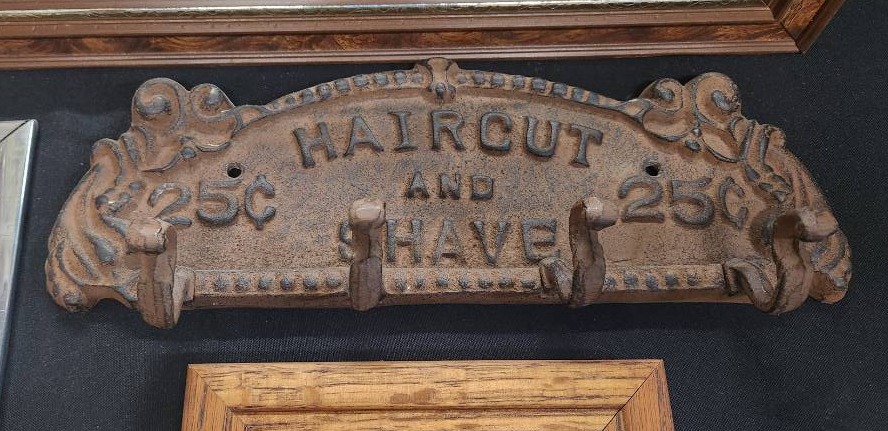 HAIRCUT
AND
25¢ 25¢
SHAVE